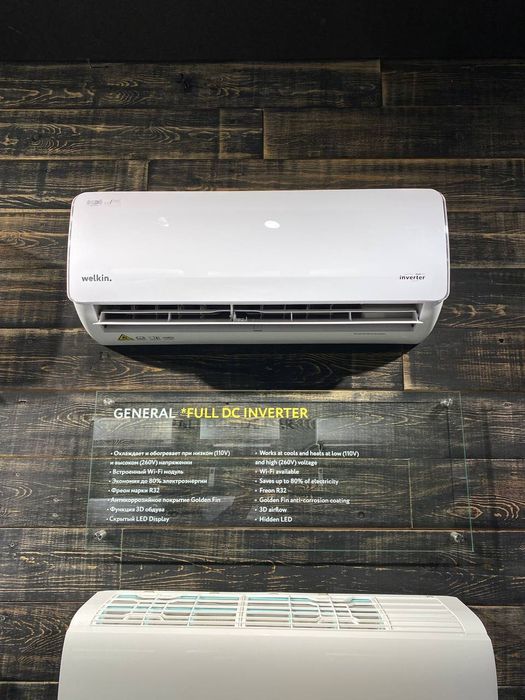 welkin.
inverter
GENERAL *FULL DC INVERTER
• Охлаждает и обогревает при низком (110V)
и высоком (260V) напряжении
• Встроенный Wi-Fi модуль
• Экономия до 80% электроэнергии
• Фреон марки R32
• Антикоррозийное покрытие Golden Fin
• Функция 3D обдува
• Скрытый LED Display
• Works at cools and heats at low (110V)
and high (260V) voltage
• Wi-Fi available
• Saves up to 80% of electricity
• Freon R32
• Golden Fin anti-corrosion coating
• 3D airflow
• Hidden LED